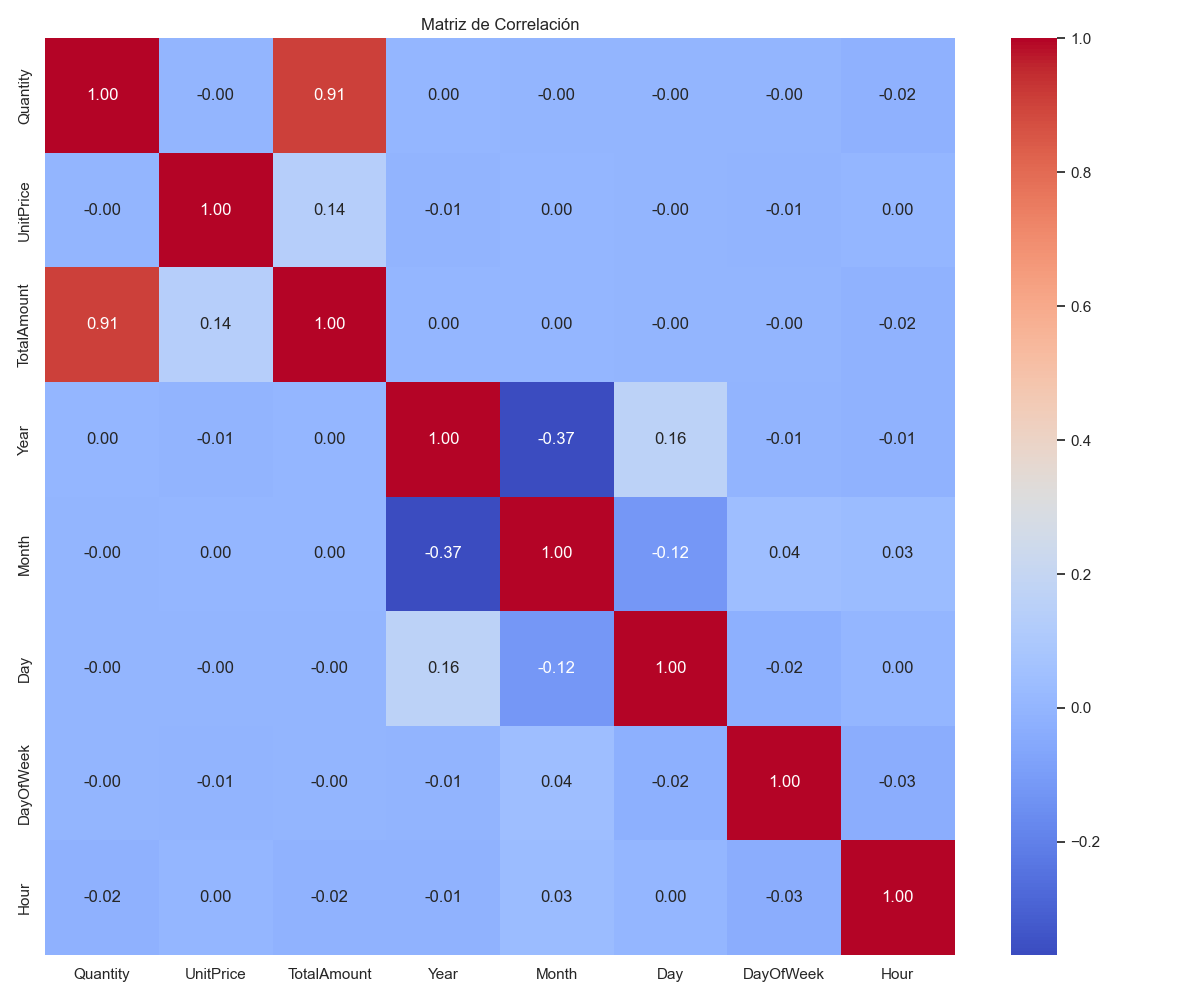 Matriz de Correlación
Quantity 1.00 -0.00 0.91 0.00 -0.00 -0.00 -0.00 -0.02
UnitPrice -0.00 1.00 0.14 -0.01 0.00 -0.00 -0.01 0.00
TotalAmount 0.91 0.14 1.00 0.00 0.00 -0.00 -0.00 -0.02
Year 0.00 -0.01 0.00 1.00 -0.37 0.16 -0.01 -0.01
Month -0.00 0.00 0.00 -0.37 1.00 -0.12 0.04 0.03
Day -0.00 -0.00 -0.00 0.16 -0.12 1.00 -0.02 0.00
DayOfWeek -0.00 -0.01 -0.00 -0.01 0.04 -0.02 1.00 -0.03
Hour -0.02 0.00 -0.02 -0.01 0.03 0.00 -0.03 1.00
Quantity UnitPrice TotalAmount Year Month Day DayOfWeek Hour
1.0
0.8
0.6
0.4
0.2
0.0
−0.2